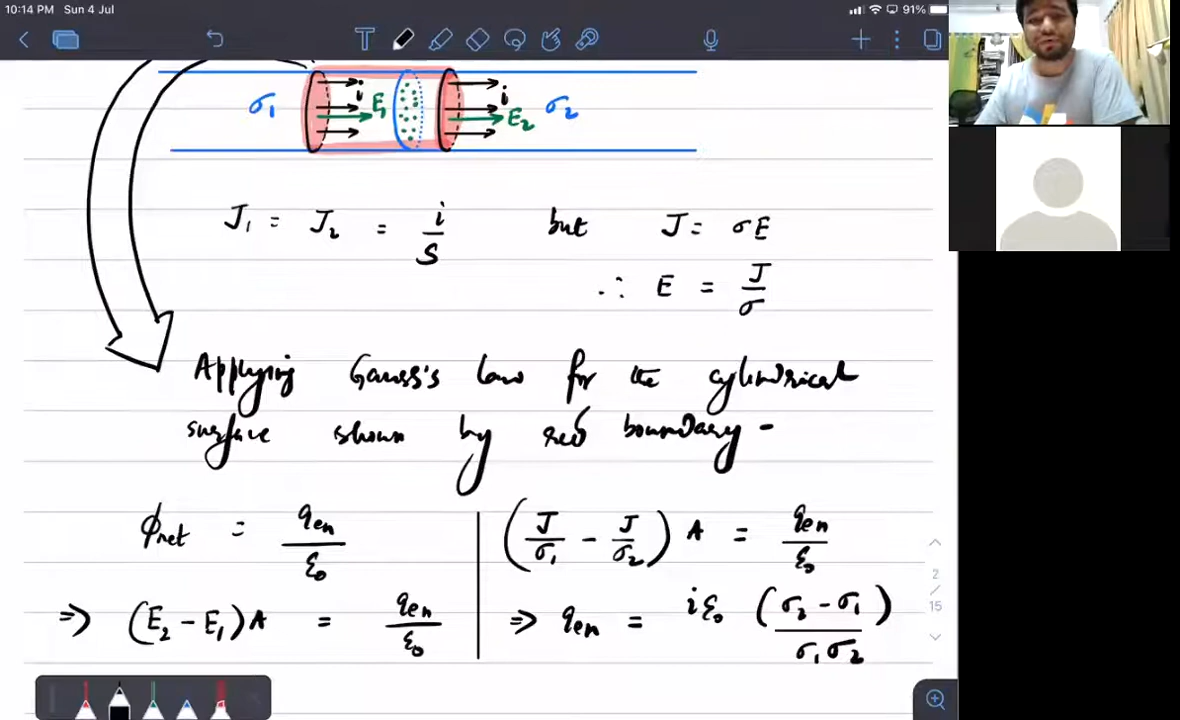 10:14 PM Sun 4 Jul
91%
T
σ1 i E1 i E2 σ2
J1 = J2 = i/S but J = σE
∴ E = J/σ
Applying Gauss's law for the cylindrical
surface shown by red boundary -
ϕnet = qen/ε0
(J/σ1 - J/σ2) A = qen/ε0
⇒ (E2 - E1)A = qen/ε0
⇒ qen = iε0 (σ2 - σ1 / σ1σ2)
2
/
15